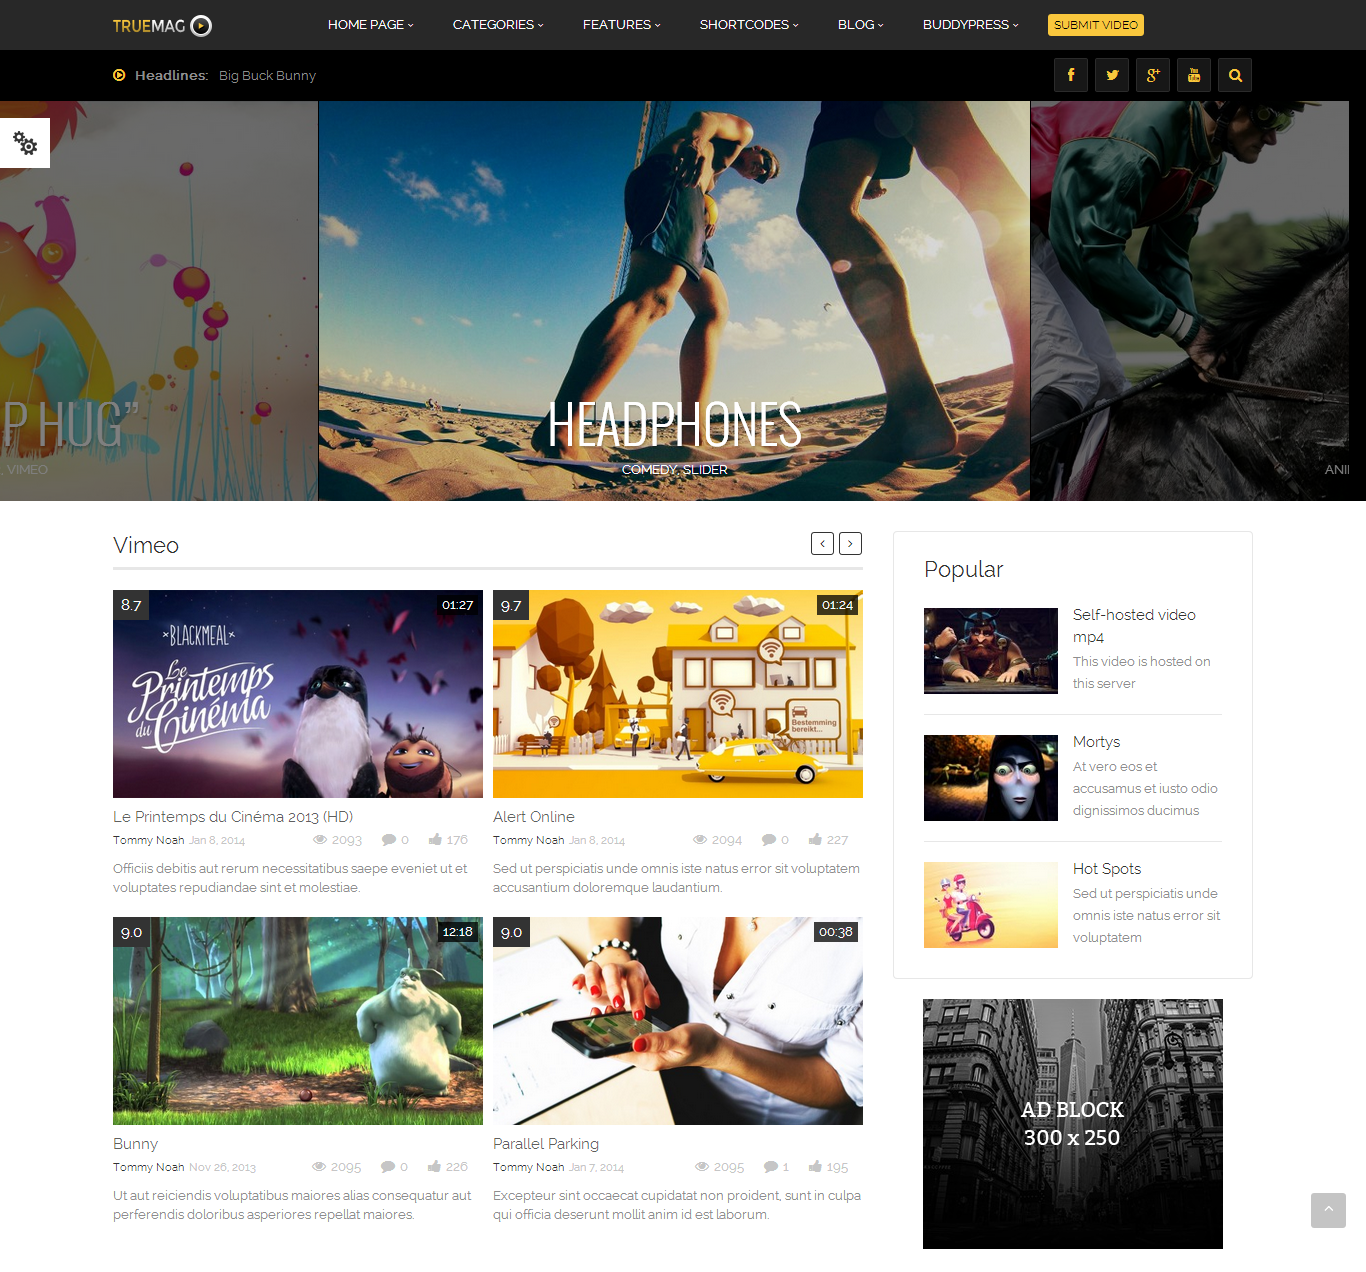 TRUEMAG
HOME PAGE
CATEGORIES
FEATURES
SHORTCODES
BLOG
BUDDYPRESS
SUBMIT VIDEO
Headlines: Big Buck Bunny
P HUG”
, VIMEO
HEADPHONES
COMEDY, SLIDER
ANI
Vimeo
8.7
01:27
×BLACKMEAL×
Le
Printemps
du Cinéma
Le Printemps du Cinéma 2013 (HD)
Tommy Noah Jan 8, 2014 2093 0 176
Officiis debitis aut rerum necessitatibus saepe eveniet ut et
voluptates repudiandae sint et molestiae.
9.7
01:24
Bestemming
bereikt...
Alert Online
Tommy Noah Jan 8, 2014 2094 0 227
Sed ut perspiciatis unde omnis iste natus error sit voluptatem
accusantium doloremque laudantium.
9.0
12:18
Bunny
Tommy Noah Nov 26, 2013 2095 0 226
Ut aut reiciendis voluptatibus maiores alias consequatur aut
perferendis doloribus asperiores repellat maiores.
9.0
00:38
Parallel Parking
Tommy Noah Jan 7, 2014 2095 1 195
Excepteur sint occaecat cupidatat non proident, sunt in culpa
qui officia deserunt mollit anim id est laborum.
Popular
Self-hosted video
mp4
This video is hosted on
this server
Mortys
At vero eos et
accusamus et iusto odio
dignissimos ducimus
Hot Spots
Sed ut perspiciatis unde
omnis iste natus error sit
voluptatem
AD BLOCK
300 x 250